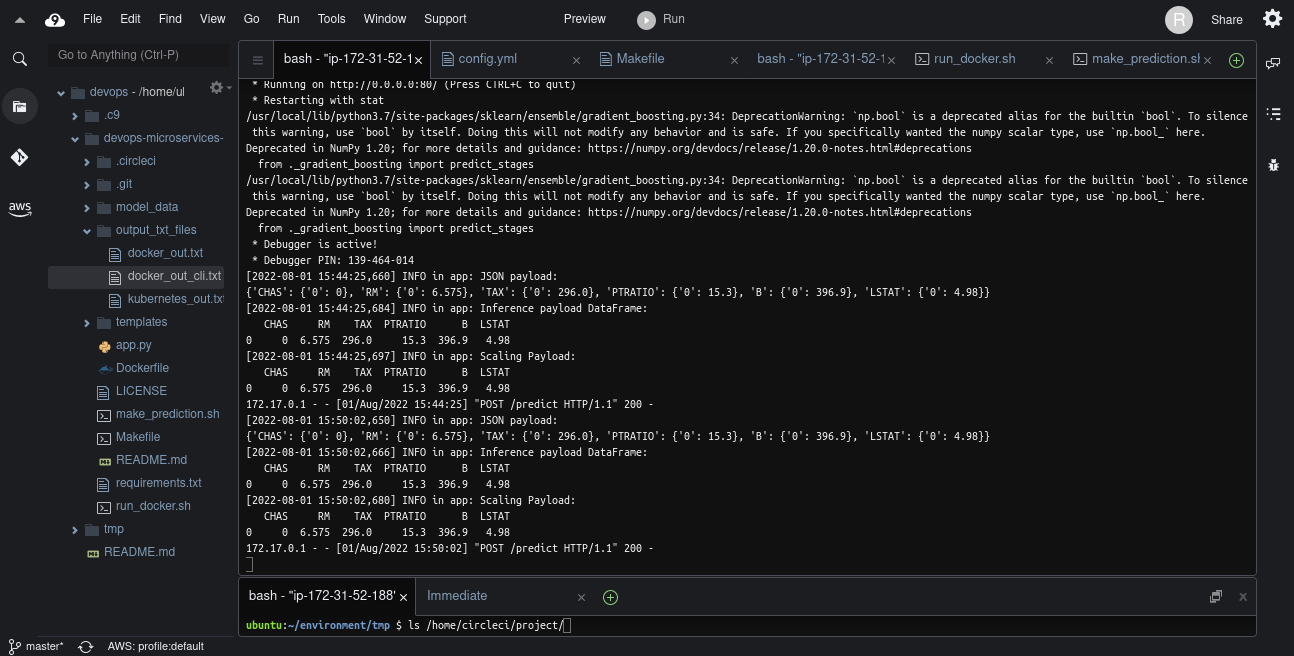 File Edit Find View Go Run Tools Window Support Preview Run R Share
Go to Anything (Ctrl-P)
bash - "ip-172-31-52-1 × config.yml × Makefile × bash - "ip-172-31-52-1 × run_docker.sh × make_prediction.sh ×
devops - /home/ul
.c9
devops-microservices-
.circleci
.git
model_data
output_txt_files
docker_out.txt
docker_out_cli.txt
kubernetes_out.txt
templates
app.py
Dockerfile
LICENSE
make_prediction.sh
Makefile
README.md
requirements.txt
run_docker.sh
tmp
README.md
aws
* Running on http://0.0.0.0:80/ (Press CTRL+C to quit)
* Restarting with stat
/usr/local/lib/python3.7/site-packages/sklearn/ensemble/gradient_boosting.py:34: DeprecationWarning: `np.bool` is a deprecated alias for the builtin `bool`. To silence
this warning, use `bool` by itself. Doing this will not modify any behavior and is safe. If you specifically wanted the numpy scalar type, use `np.bool_` here.
Deprecated in NumPy 1.20; for more details and guidance: https://numpy.org/devdocs/release/1.20.0-notes.html#deprecations
from ._gradient_boosting import predict_stages
/usr/local/lib/python3.7/site-packages/sklearn/ensemble/gradient_boosting.py:34: DeprecationWarning: `np.bool` is a deprecated alias for the builtin `bool`. To silence
this warning, use `bool` by itself. Doing this will not modify any behavior and is safe. If you specifically wanted the numpy scalar type, use `np.bool_` here.
Deprecated in NumPy 1.20; for more details and guidance: https://numpy.org/devdocs/release/1.20.0-notes.html#deprecations
from ._gradient_boosting import predict_stages
* Debugger is active!
* Debugger PIN: 139-464-014
[2022-08-01 15:44:25,660] INFO in app: JSON payload:
{'CHAS': {'0': 0}, 'RM': {'0': 6.575}, 'TAX': {'0': 296.0}, 'PTRATIO': {'0': 15.3}, 'B': {'0': 396.9}, 'LSTAT': {'0': 4.98}}
[2022-08-01 15:44:25,684] INFO in app: Inference payload DataFrame:
CHAS RM TAX PTRATIO B LSTAT
0 0 6.575 296.0 15.3 396.9 4.98
[2022-08-01 15:44:25,697] INFO in app: Scaling Payload:
CHAS RM TAX PTRATIO B LSTAT
0 0 6.575 296.0 15.3 396.9 4.98
172.17.0.1 - - [01/Aug/2022 15:44:25] "POST /predict HTTP/1.1" 200 -
[2022-08-01 15:50:02,650] INFO in app: JSON payload:
{'CHAS': {'0': 0}, 'RM': {'0': 6.575}, 'TAX': {'0': 296.0}, 'PTRATIO': {'0': 15.3}, 'B': {'0': 396.9}, 'LSTAT': {'0': 4.98}}
[2022-08-01 15:50:02,666] INFO in app: Inference payload DataFrame:
CHAS RM TAX PTRATIO B LSTAT
0 0 6.575 296.0 15.3 396.9 4.98
[2022-08-01 15:50:02,680] INFO in app: Scaling Payload:
CHAS RM TAX PTRATIO B LSTAT
0 0 6.575 296.0 15.3 396.9 4.98
172.17.0.1 - - [01/Aug/2022 15:50:02] "POST /predict HTTP/1.1" 200 -
bash - "ip-172-31-52-188' × Immediate ×
ubuntu:~/environment/tmp $ ls /home/circleci/project/
master* AWS: profile:default